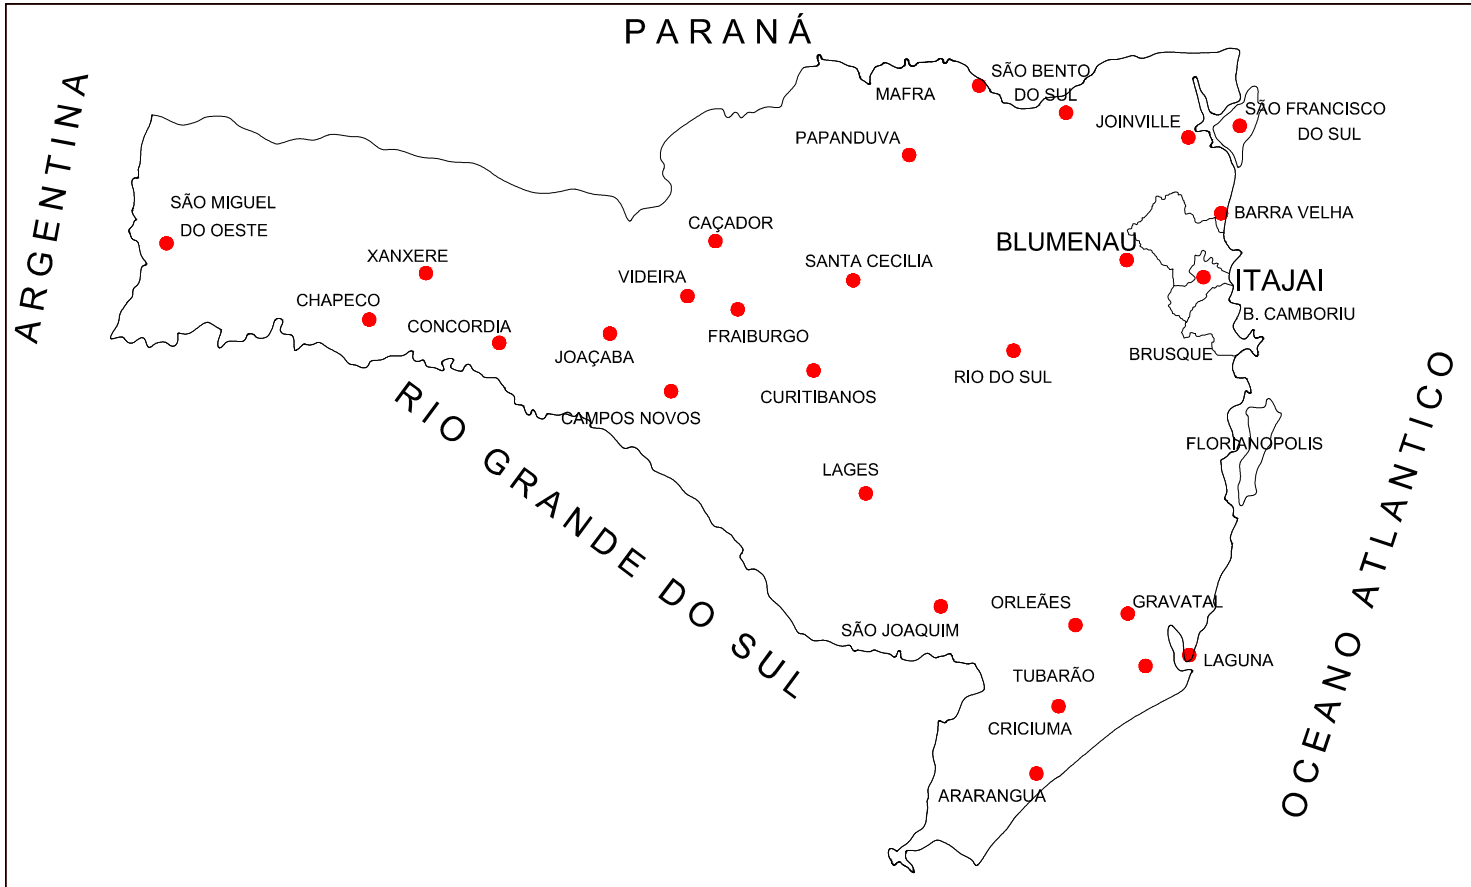 PARANÁ
ARGENTINA
SÃO BENTO
DO SUL
MAFRA
SÃO FRANCISCO
DO SUL
JOINVILLE
PAPANDUVA
SÃO MIGUEL
DO OESTE
BARRA VELHA
CAÇADOR
BLUMENAU
XANXERE
SANTA CECILIA
VIDEIRA
ITAJAI
CHAPECO
B. CAMBORIU
CONCORDIA
FRAIBURGO
JOAÇABA
BRUSQUE
RIO DO SUL
CURITIBANOS
CAMPOS NOVOS
RIO GRANDE DO SUL
FLORIANOPOLIS
LAGES
OCEANO ATLANTICO
ORLEÃES
GRAVATAL
SÃO JOAQUIM
LAGUNA
TUBARÃO
CRICIUMA
ARARANGUA